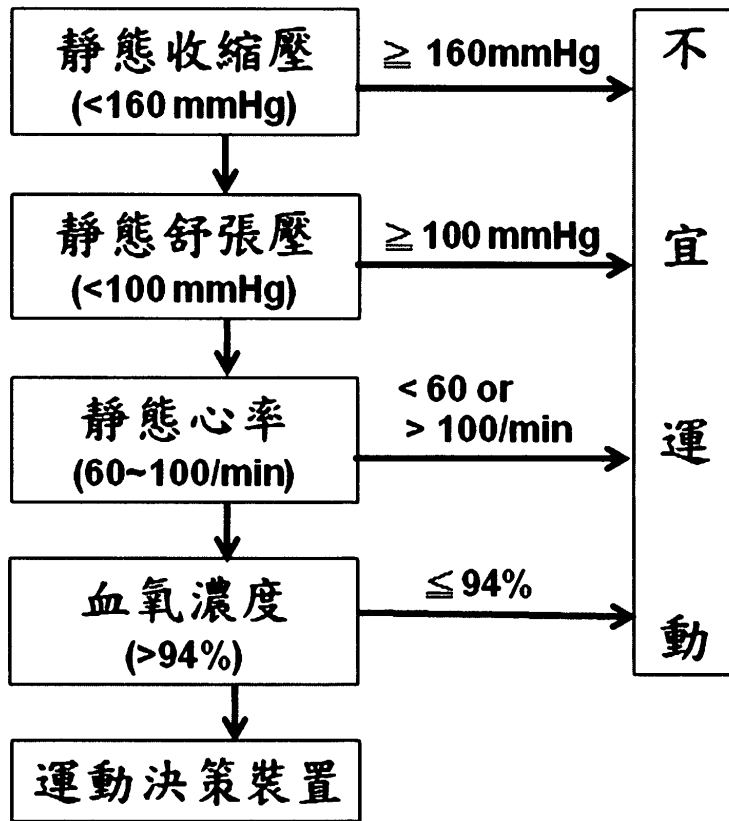 靜態收縮壓
(<160 mmHg)
≧ 160mmHg
靜態舒張壓
(<100 mmHg)
≧ 100 mmHg
靜態心率
(60~100/min)
< 60 or
> 100/min
血氧濃度
(>94%)
≦94%
運動決策裝置
不
宜
運
動